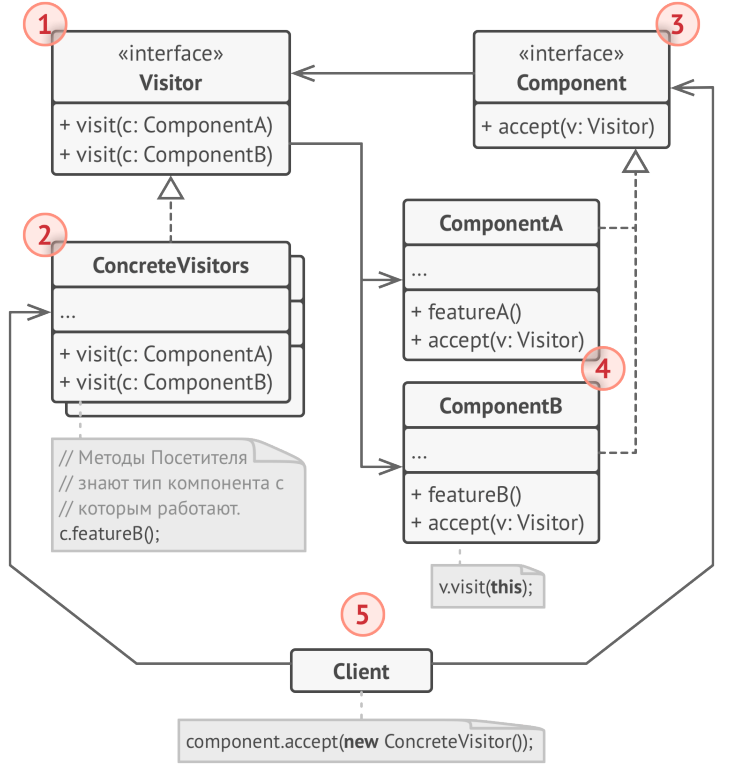 1
«interface»
Visitor
+ visit(c: ComponentA)
+ visit(c: ComponentB)
3
«interface»
Component
+ accept(v: Visitor)
2
ConcreteVisitors
...
+ visit(c: ComponentA)
+ visit(c: ComponentB)
// Методы Посетителя
// знают тип компонента с
// которым работают.
c.featureB();
ComponentA
...
+ featureA()
+ accept(v: Visitor)
4
ComponentB
...
+ featureB()
+ accept(v: Visitor)
v.visit(this);
5
Client
component.accept(new ConcreteVisitor());